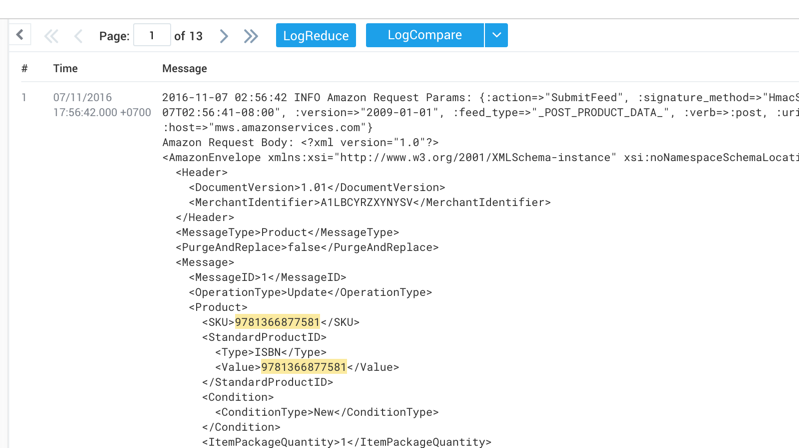 Page: 1 of 13 LogReduce LogCompare
# Time Message
1 07/11/2016 2016-11-07 02:56:42 INFO Amazon Request Params: {:action=>"SubmitFeed", :signature_method=>"HmacS
17:56:42.000 +0700 07T02:56:41-08:00", :version=>"2009-01-01", :feed_type=>"_POST_PRODUCT_DATA_", :verb=>:post, :uri
:host=>"mws.amazonservices.com"}
Amazon Request Body: <?xml version="1.0"?>
<AmazonEnvelope xmlns:xsi="http://www.w3.org/2001/XMLSchema-instance" xsi:noNamespaceSchemaLocati
<Header>
<DocumentVersion>1.01</DocumentVersion>
<MerchantIdentifier>A1LBCYRZXYNYSV</MerchantIdentifier>
</Header>
<MessageType>Product</MessageType>
<PurgeAndReplace>false</PurgeAndReplace>
<Message>
<MessageID>1</MessageID>
<OperationType>Update</OperationType>
<Product>
<SKU>9781366877581</SKU>
<StandardProductID>
<Type>ISBN</Type>
<Value>9781366877581</Value>
</StandardProductID>
<Condition>
<ConditionType>New</ConditionType>
</Condition>
<ItemPackageQuantity>1</ItemPackageQuantity>